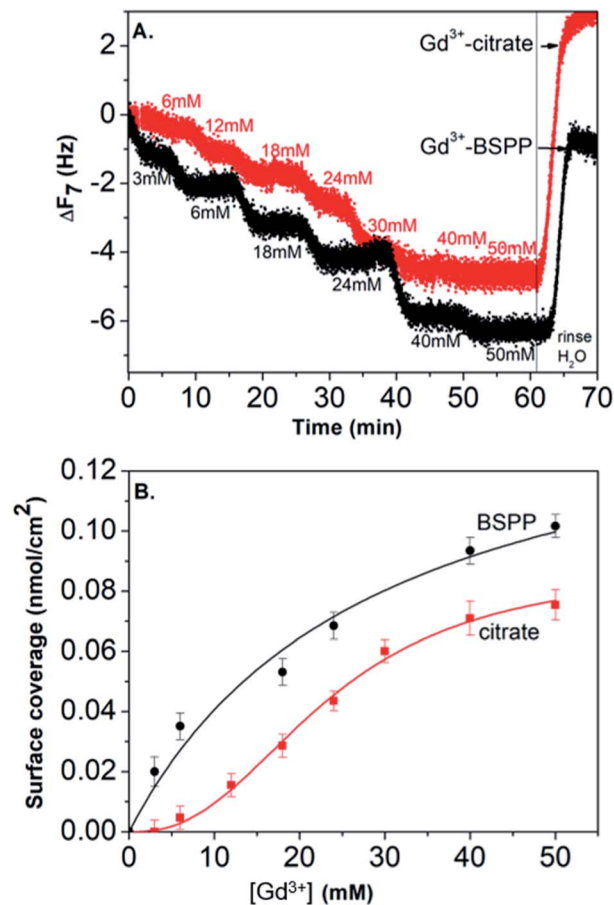 A.
Gd³⁺-citrate
Gd³⁺-BSPP
6mM
12mM
18mM
24mM
30mM
40mM
50mM
3mM
6mM
18mM
24mM
40mM
50mM
rinse
H₂O
2
0
-2
-4
-6
ΔF₇ (Hz)
0 10 20 30 40 50 60 70
Time (min)
B.
BSPP
citrate
0.12
0.10
0.08
0.06
0.04
0.02
0.00
Surface coverage (nmol/cm²)
0 10 20 30 40 50
[Gd³⁺] (mM)